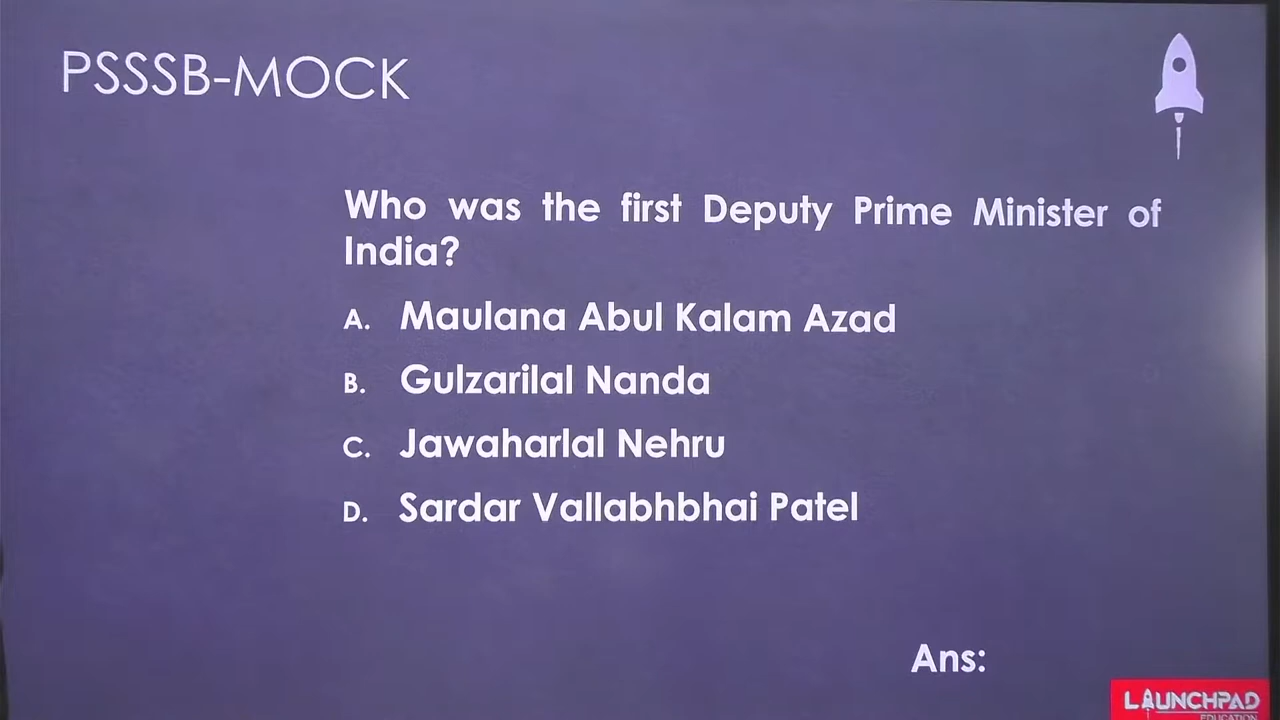 PSSSB-MOCK
Who was the first Deputy Prime Minister of
India?
A. Maulana Abul Kalam Azad
B. Gulzarilal Nanda
C. Jawaharlal Nehru
D. Sardar Vallabhbhai Patel
Ans:
LAUNCHPAD
EDUCATION